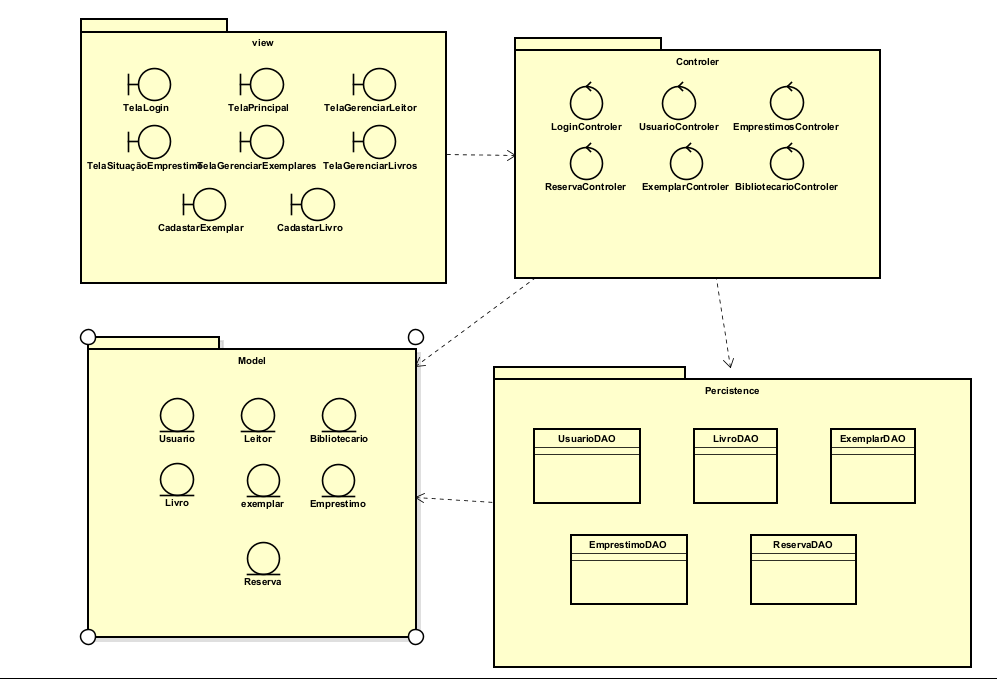 view
TelaLogin
TelaPrincipal
TelaGerenciarLeitor
TelaSituaçãoEmprestimo
TelaGerenciarExemplares
TelaGerenciarLivros
CadastarExemplar
CadastarLivro
Controler
LoginControler
UsuarioControler
EmprestimosControler
ReservaControler
ExemplarControler
BibliotecarioControler
Model
Usuario
Leitor
Bibliotecario
Livro
exemplar
Emprestimo
Reserva
Percistence
UsuarioDAO
LivroDAO
ExemplarDAO
EmprestimoDAO
ReservaDAO